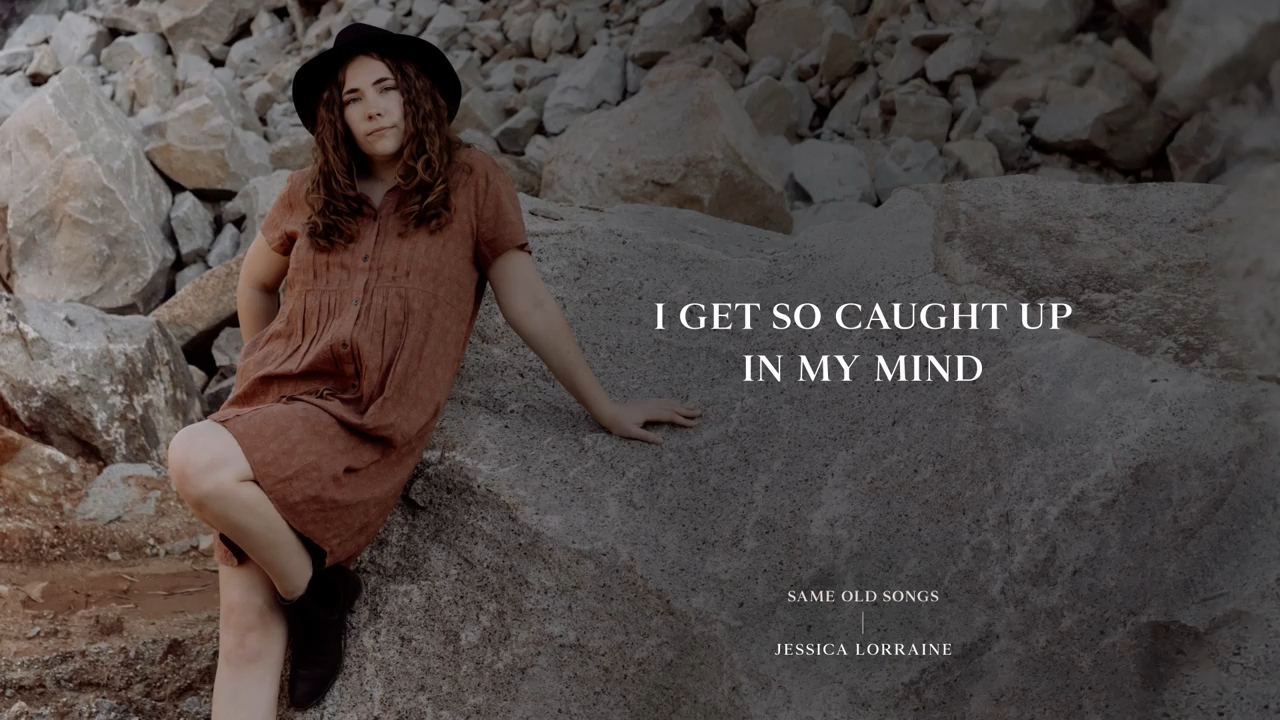 I GET SO CAUGHT UP
IN MY MIND
SAME OLD SONGS
JESSICA LORRAINE